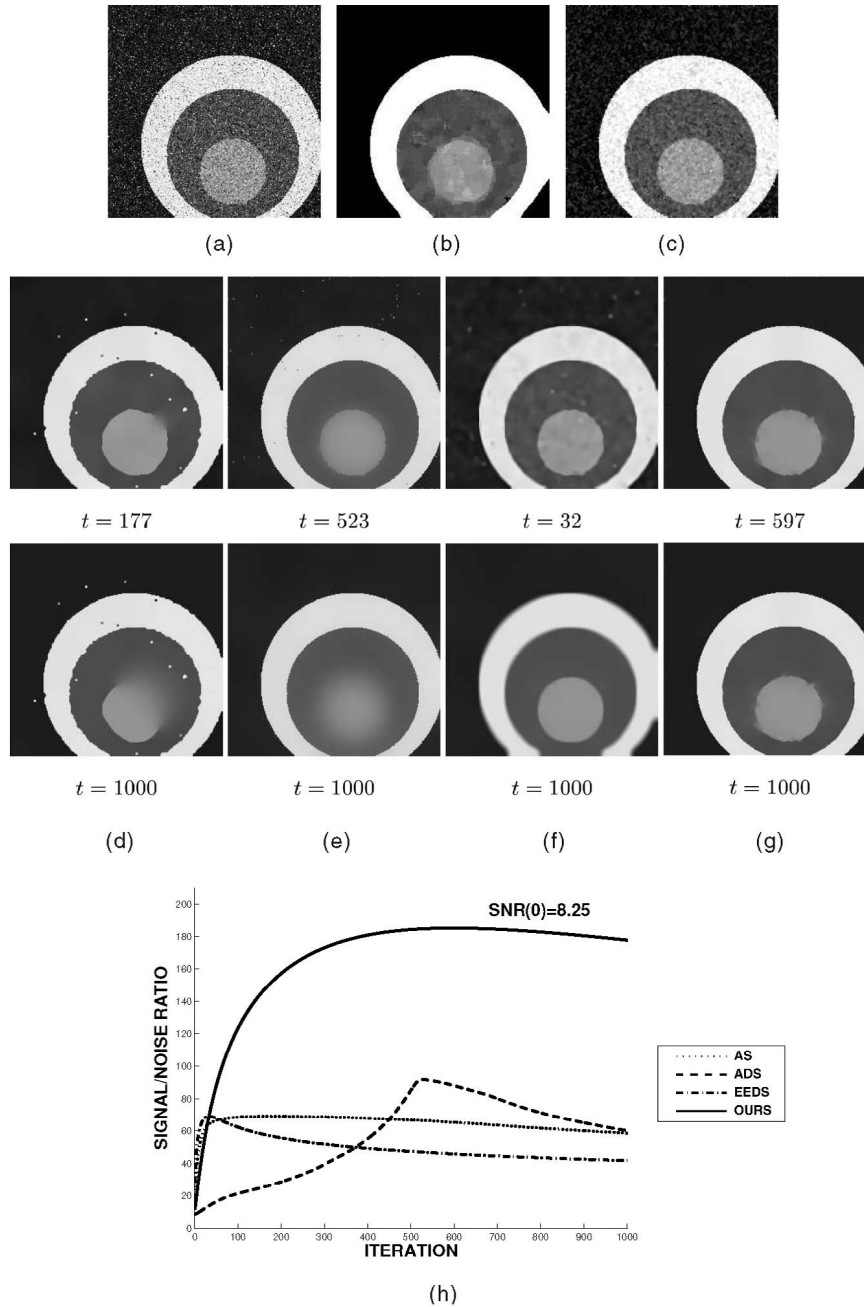 (a) (b) (c)
t = 177 t = 523 t = 32 t = 597
t = 1000 t = 1000 t = 1000 t = 1000
(d) (e) (f) (g)
SNR(0)=8.25
SIGNAL/NOISE RATIO
200
180
160
140
120
100
80
60
40
20
0
0 100 200 300 400 500 600 700 800 900 1000
ITERATION
AS
ADS
EEDS
OURS
(h)